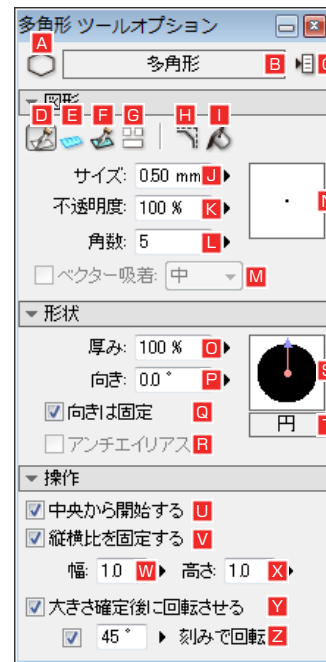 多角形 ツールオプション
A
多角形 B
図形
D E F G H I
サイズ: 0.50 mm J
不透明度: 100 % K
角数: 5 L
ベクター吸着: 中 M
形状
厚み: 100 % O
向き: 0.0 ° P
向きは固定 Q
円
アンチエイリアス R
操作
中央から開始する U
縦横比を固定する V
幅: 1.0 W 高さ: 1.0 X
大きさ確定後に回転させる Y
45 ° 刻みで回転 Z